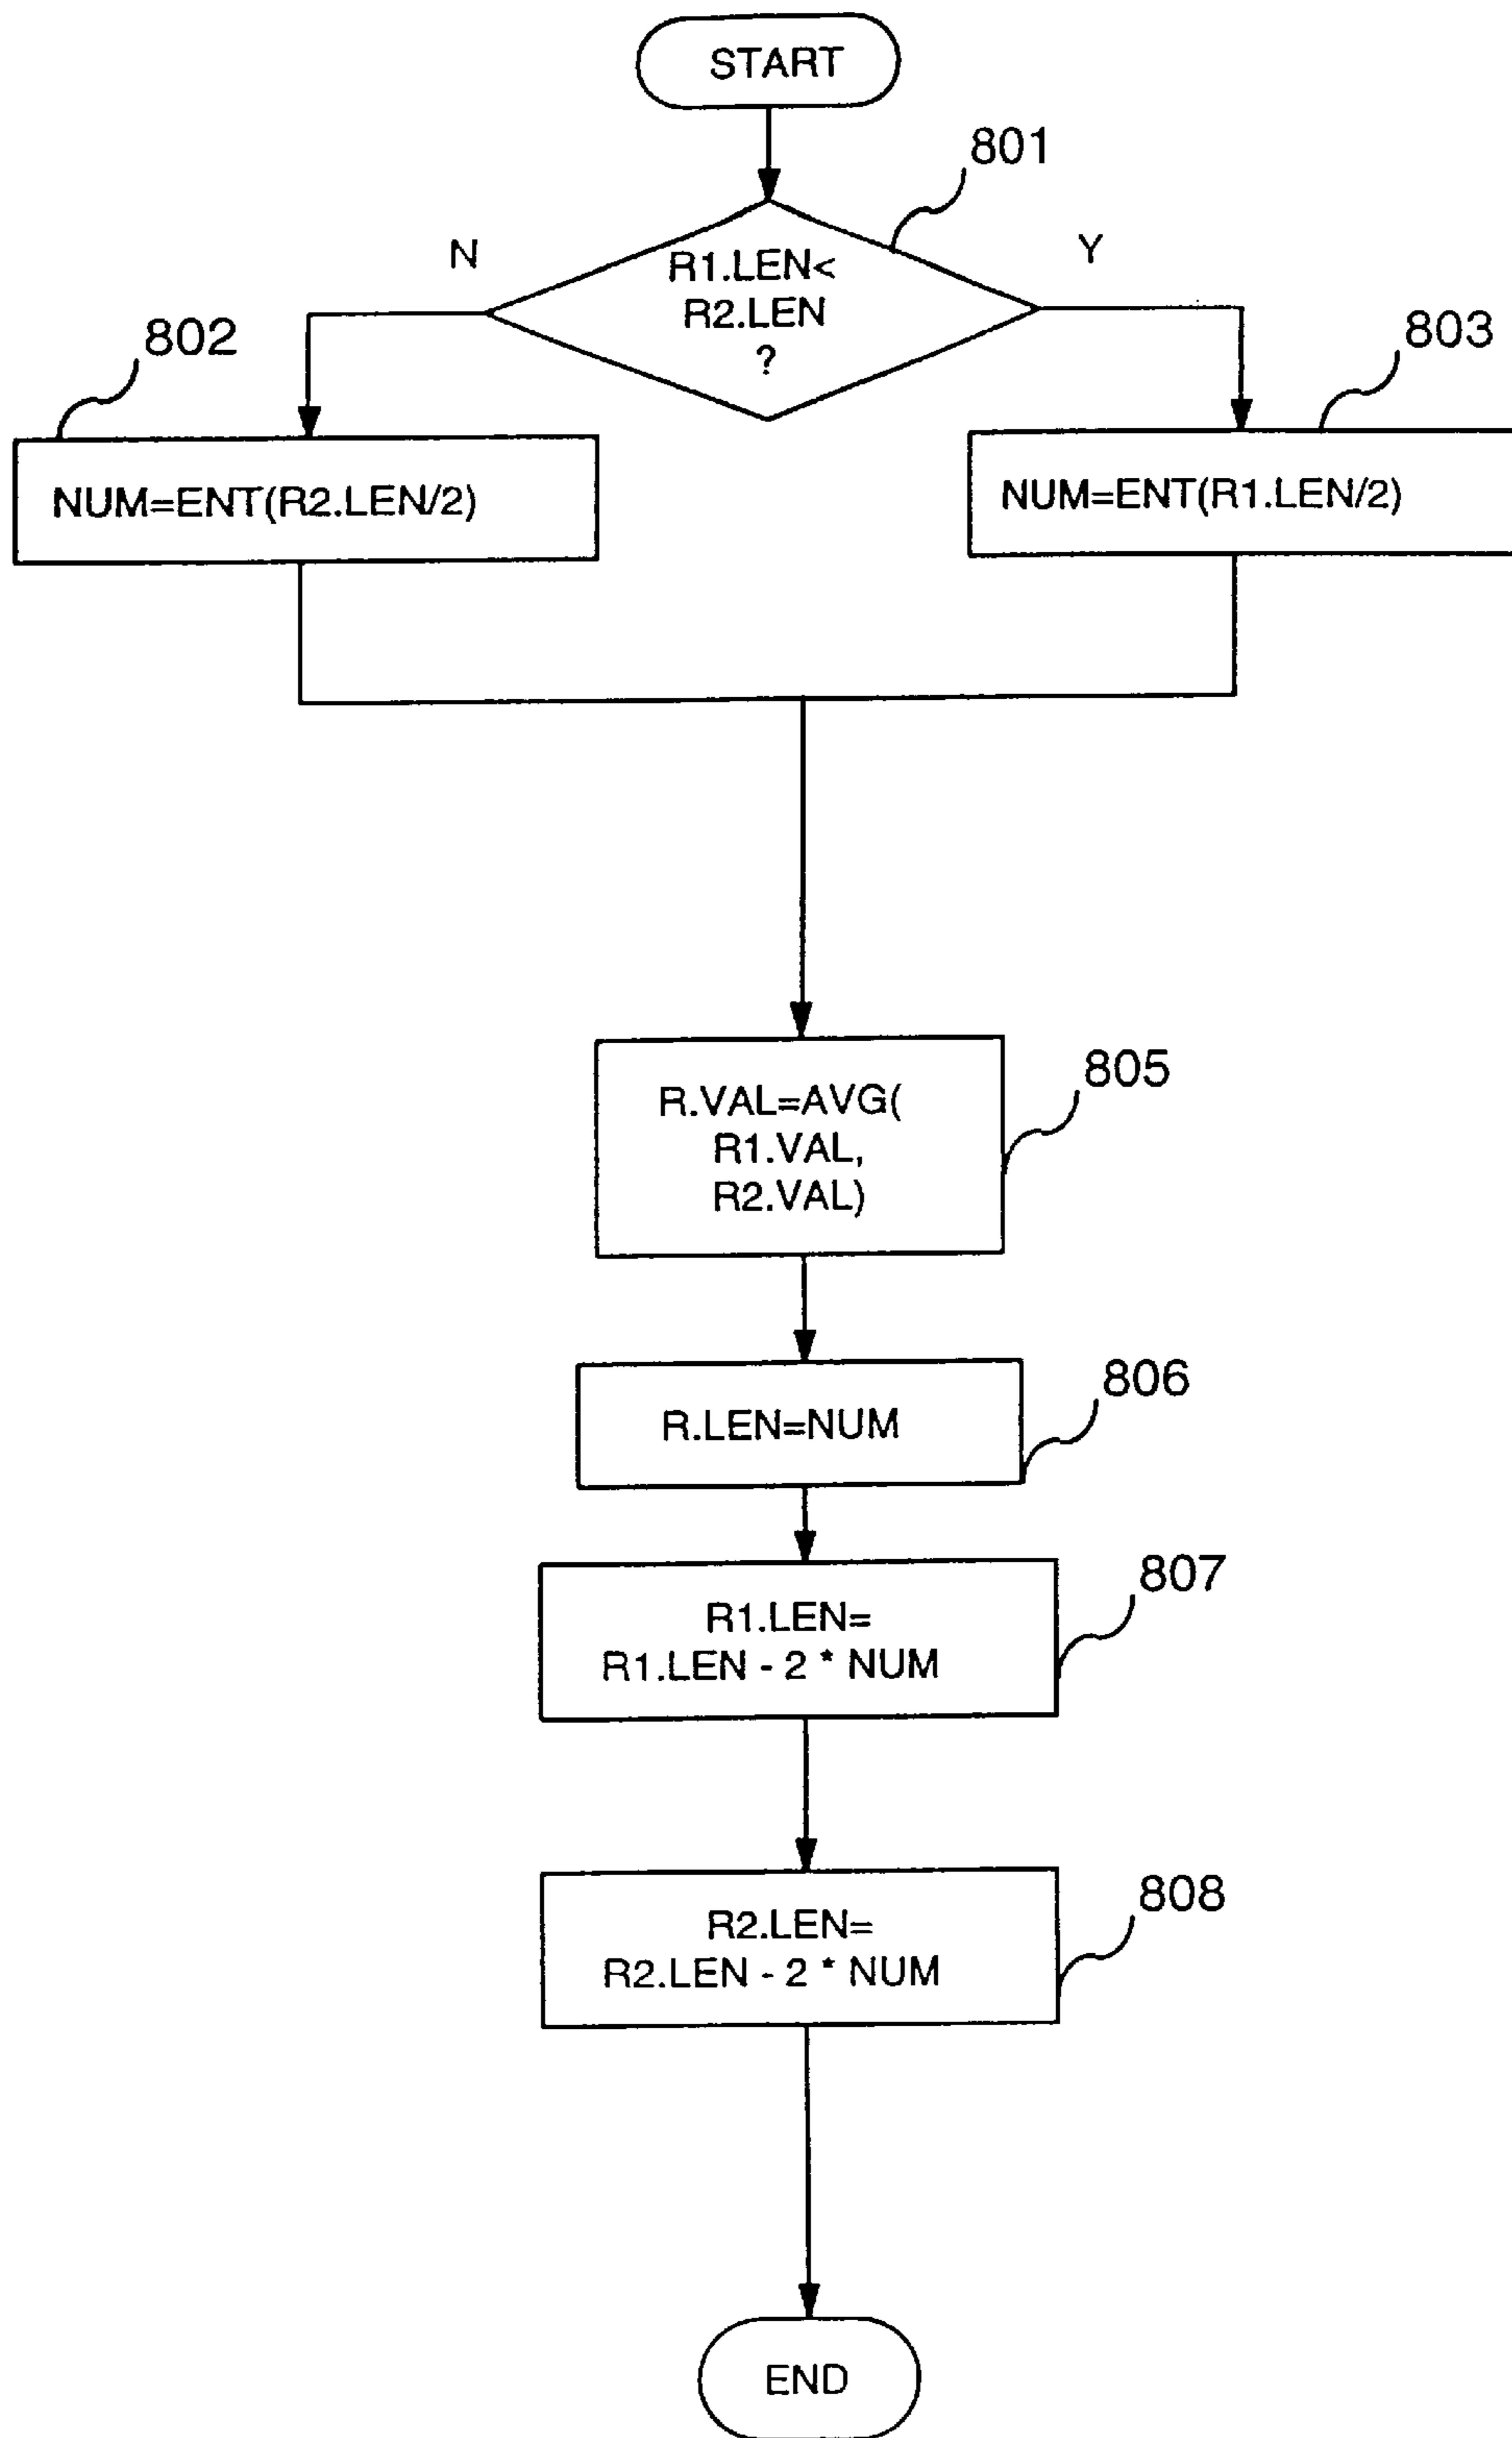 START
801
N
Y
R1.LEN<
R2.LEN
?
802
803
NUM=ENT(R2.LEN/2)
NUM=ENT(R1.LEN/2)
805
R.VAL=AVG(
R1.VAL,
R2.VAL)
806
R.LEN=NUM
807
R1.LEN=
R1.LEN - 2 * NUM
808
R2.LEN=
R2.LEN - 2 * NUM
END